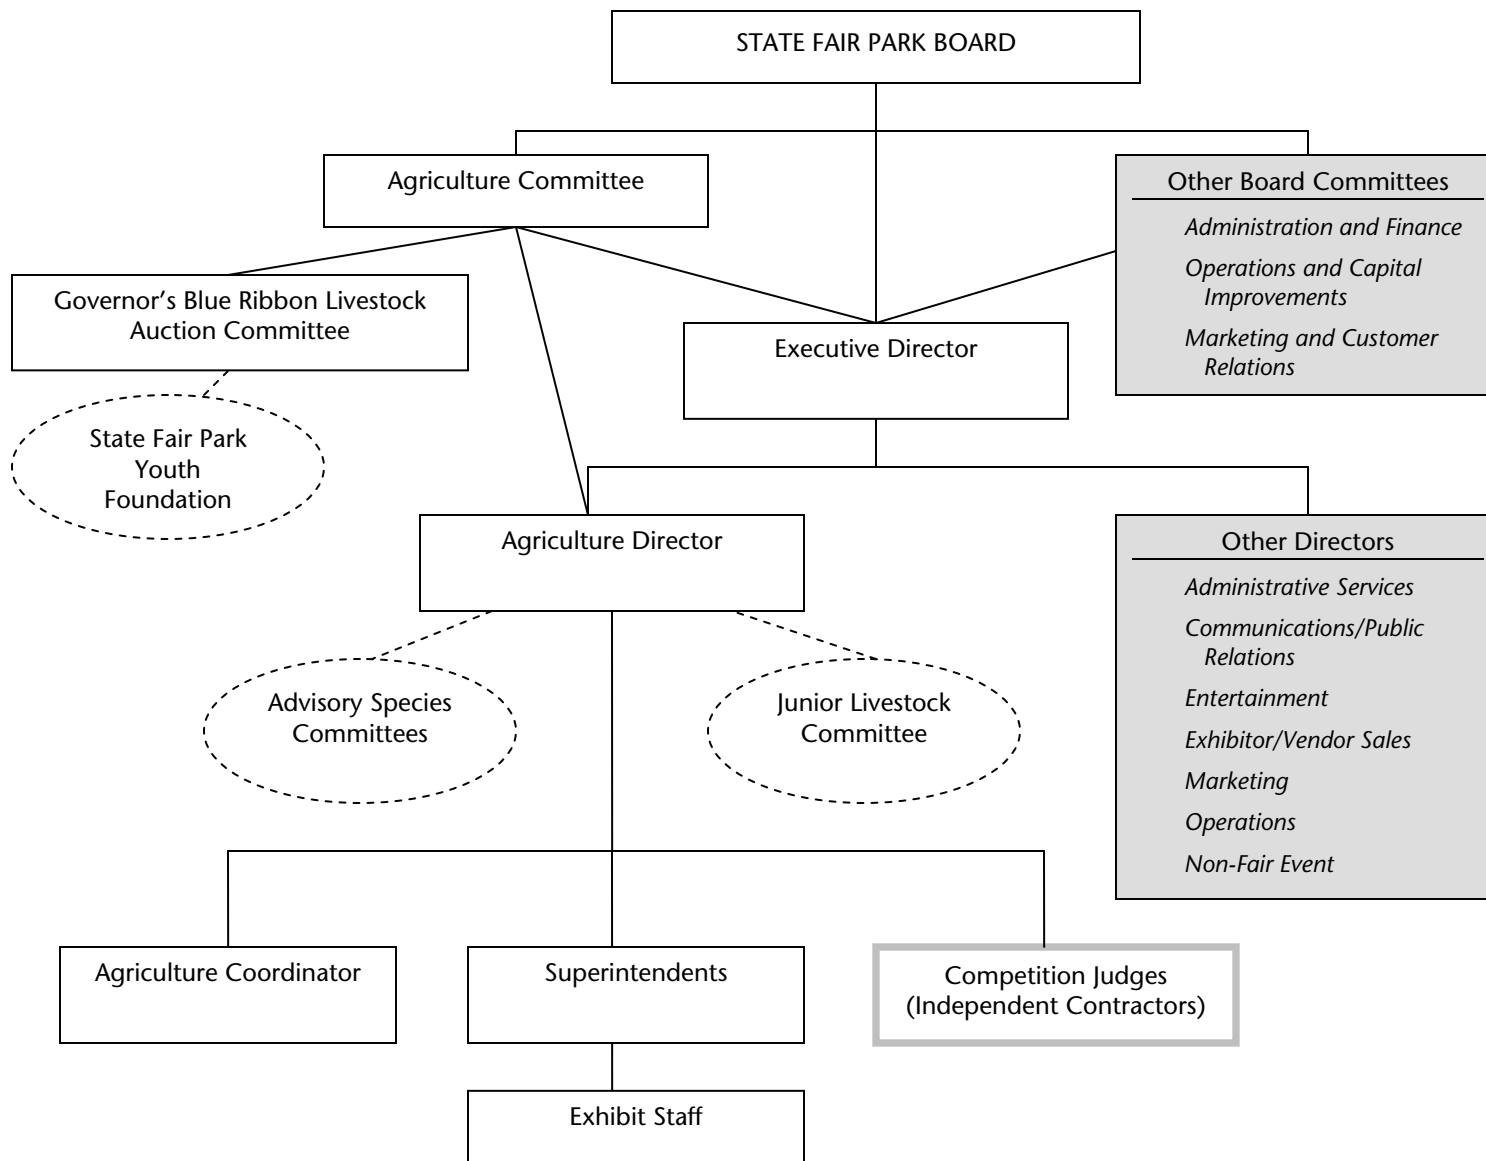 STATE FAIR PARK BOARD
Agriculture Committee
Other Board Committees
Administration and Finance
Operations and Capital
Improvements
Marketing and Customer
Relations
Governor’s Blue Ribbon Livestock
Auction Committee
Executive Director
State Fair Park
Youth
Foundation
Agriculture Director
Other Directors
Administrative Services
Communications/Public
Relations
Entertainment
Exhibitor/Vendor Sales
Marketing
Operations
Non-Fair Event
Advisory Species
Committees
Junior Livestock
Committee
Agriculture Coordinator
Superintendents
Competition Judges
(Independent Contractors)
Exhibit Staff